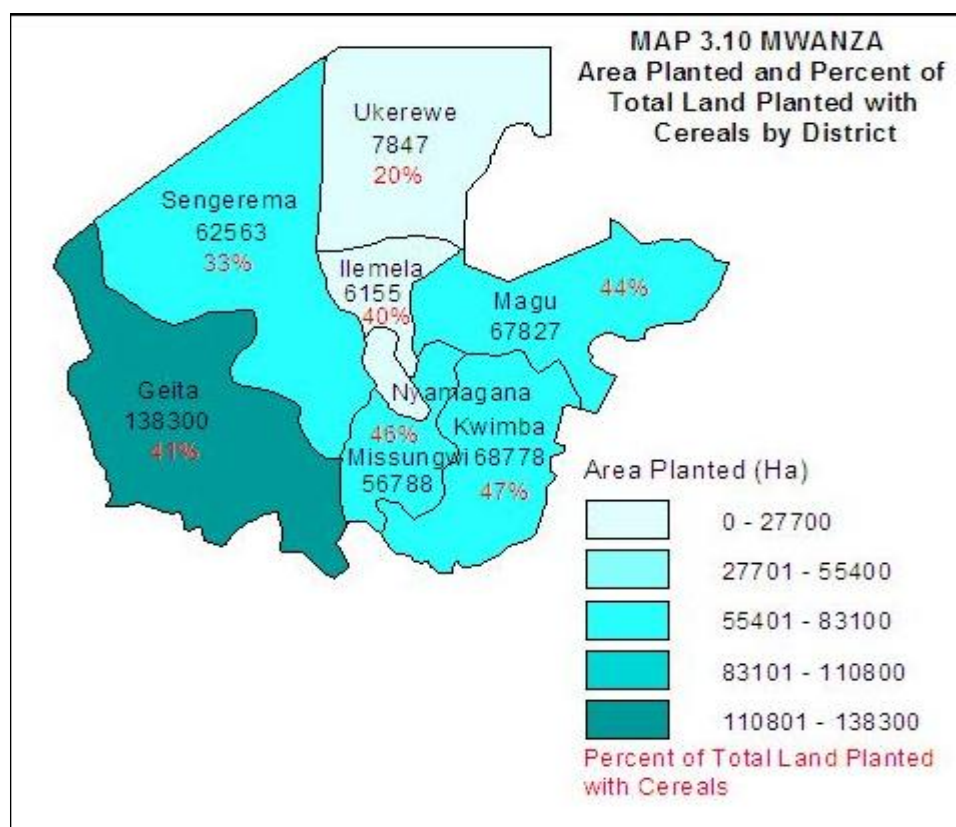 MAP 3.10 MWANZA
Area Planted and Percent of
Total Land Planted with
Cereals by District
Ukerewe
7847
20%
Sengerema
62563
33%
Ilemela
6155
40%
Magu
67827
44%
Geita
138300
41%
Nyamagana
Kwimba
68778
47%
46%
Missungwi
56788
Area Planted (Ha)
0 - 27700
27701 - 55400
55401 - 83100
83101 - 110800
110801 - 138300
Percent of Total Land Planted
with Cereals